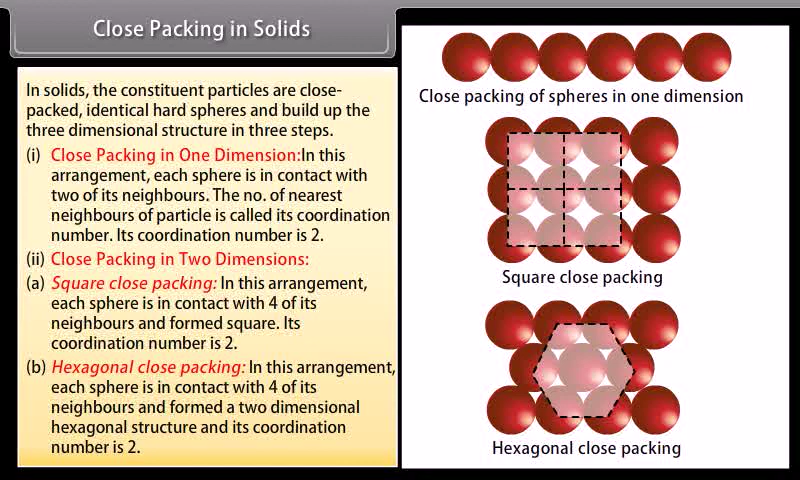 Close Packing in Solids
In solids, the constituent particles are close-
packed, identical hard spheres and build up the
three dimensional structure in three steps.
(i) Close Packing in One Dimension:In this
arrangement, each sphere is in contact with
two of its neighbours. The no. of nearest
neighbours of particle is called its coordination
number. Its coordination number is 2.
(ii) Close Packing in Two Dimensions:
(a) Square close packing: In this arrangement,
each sphere is in contact with 4 of its
neighbours and formed square. Its
coordination number is 2.
(b) Hexagonal close packing: In this arrangement,
each sphere is in contact with 4 of its
neighbours and formed a two dimensional
hexagonal structure and its coordination
number is 2.
Close packing of spheres in one dimension
Square close packing
Hexagonal close packing